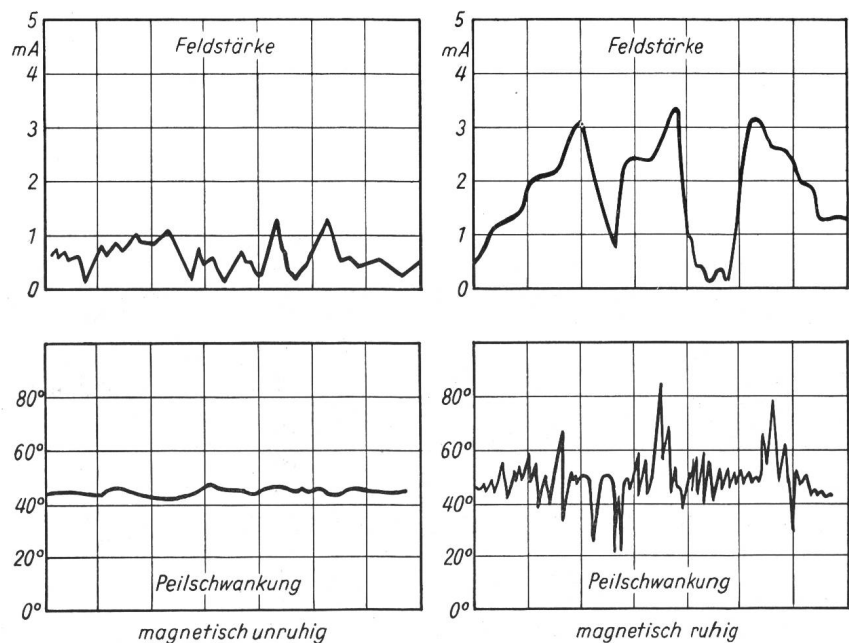 5
mA
4
3
2
1
0
Feldstärke
5
mA
4
3
2
1
0
Feldstärke
80°
60°
40°
20°
0°
Peilschwankung
magnetisch unruhig
80°
60°
40°
20°
0°
Peilschwankung
magnetisch ruhig